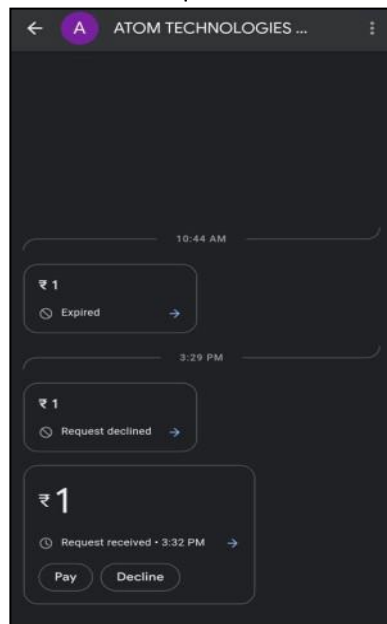 A ATOM TECHNOLOGIES ...
10:44 AM
₹ 1
Expired
3:29 PM
₹ 1
Request declined
₹ 1
Request received • 3:32 PM
Pay Decline